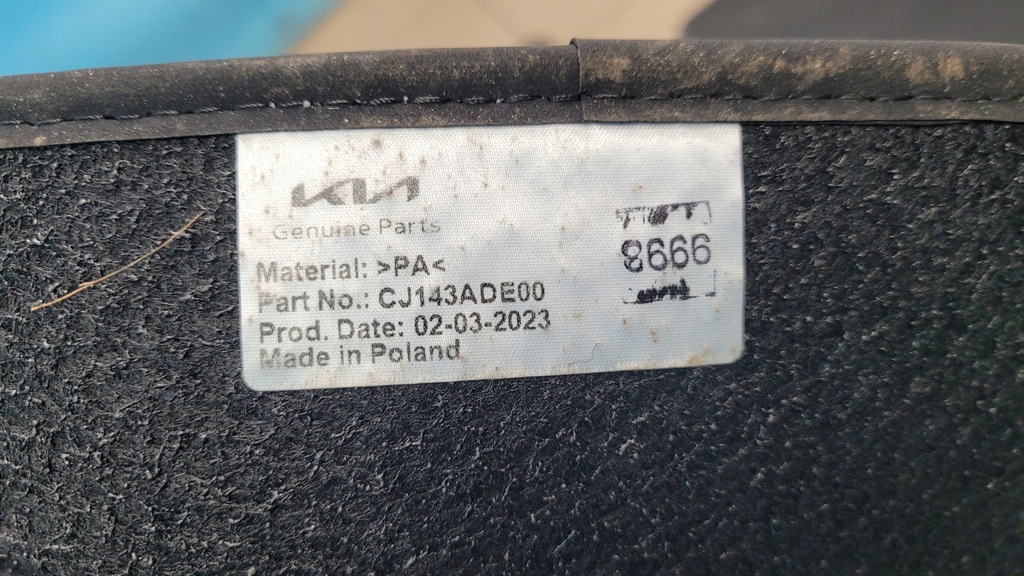 KIA
Genuine Parts
Material: >PA<
Part No.: CJ143ADE00
Prod. Date: 02-03-2023
Made in Poland
8666